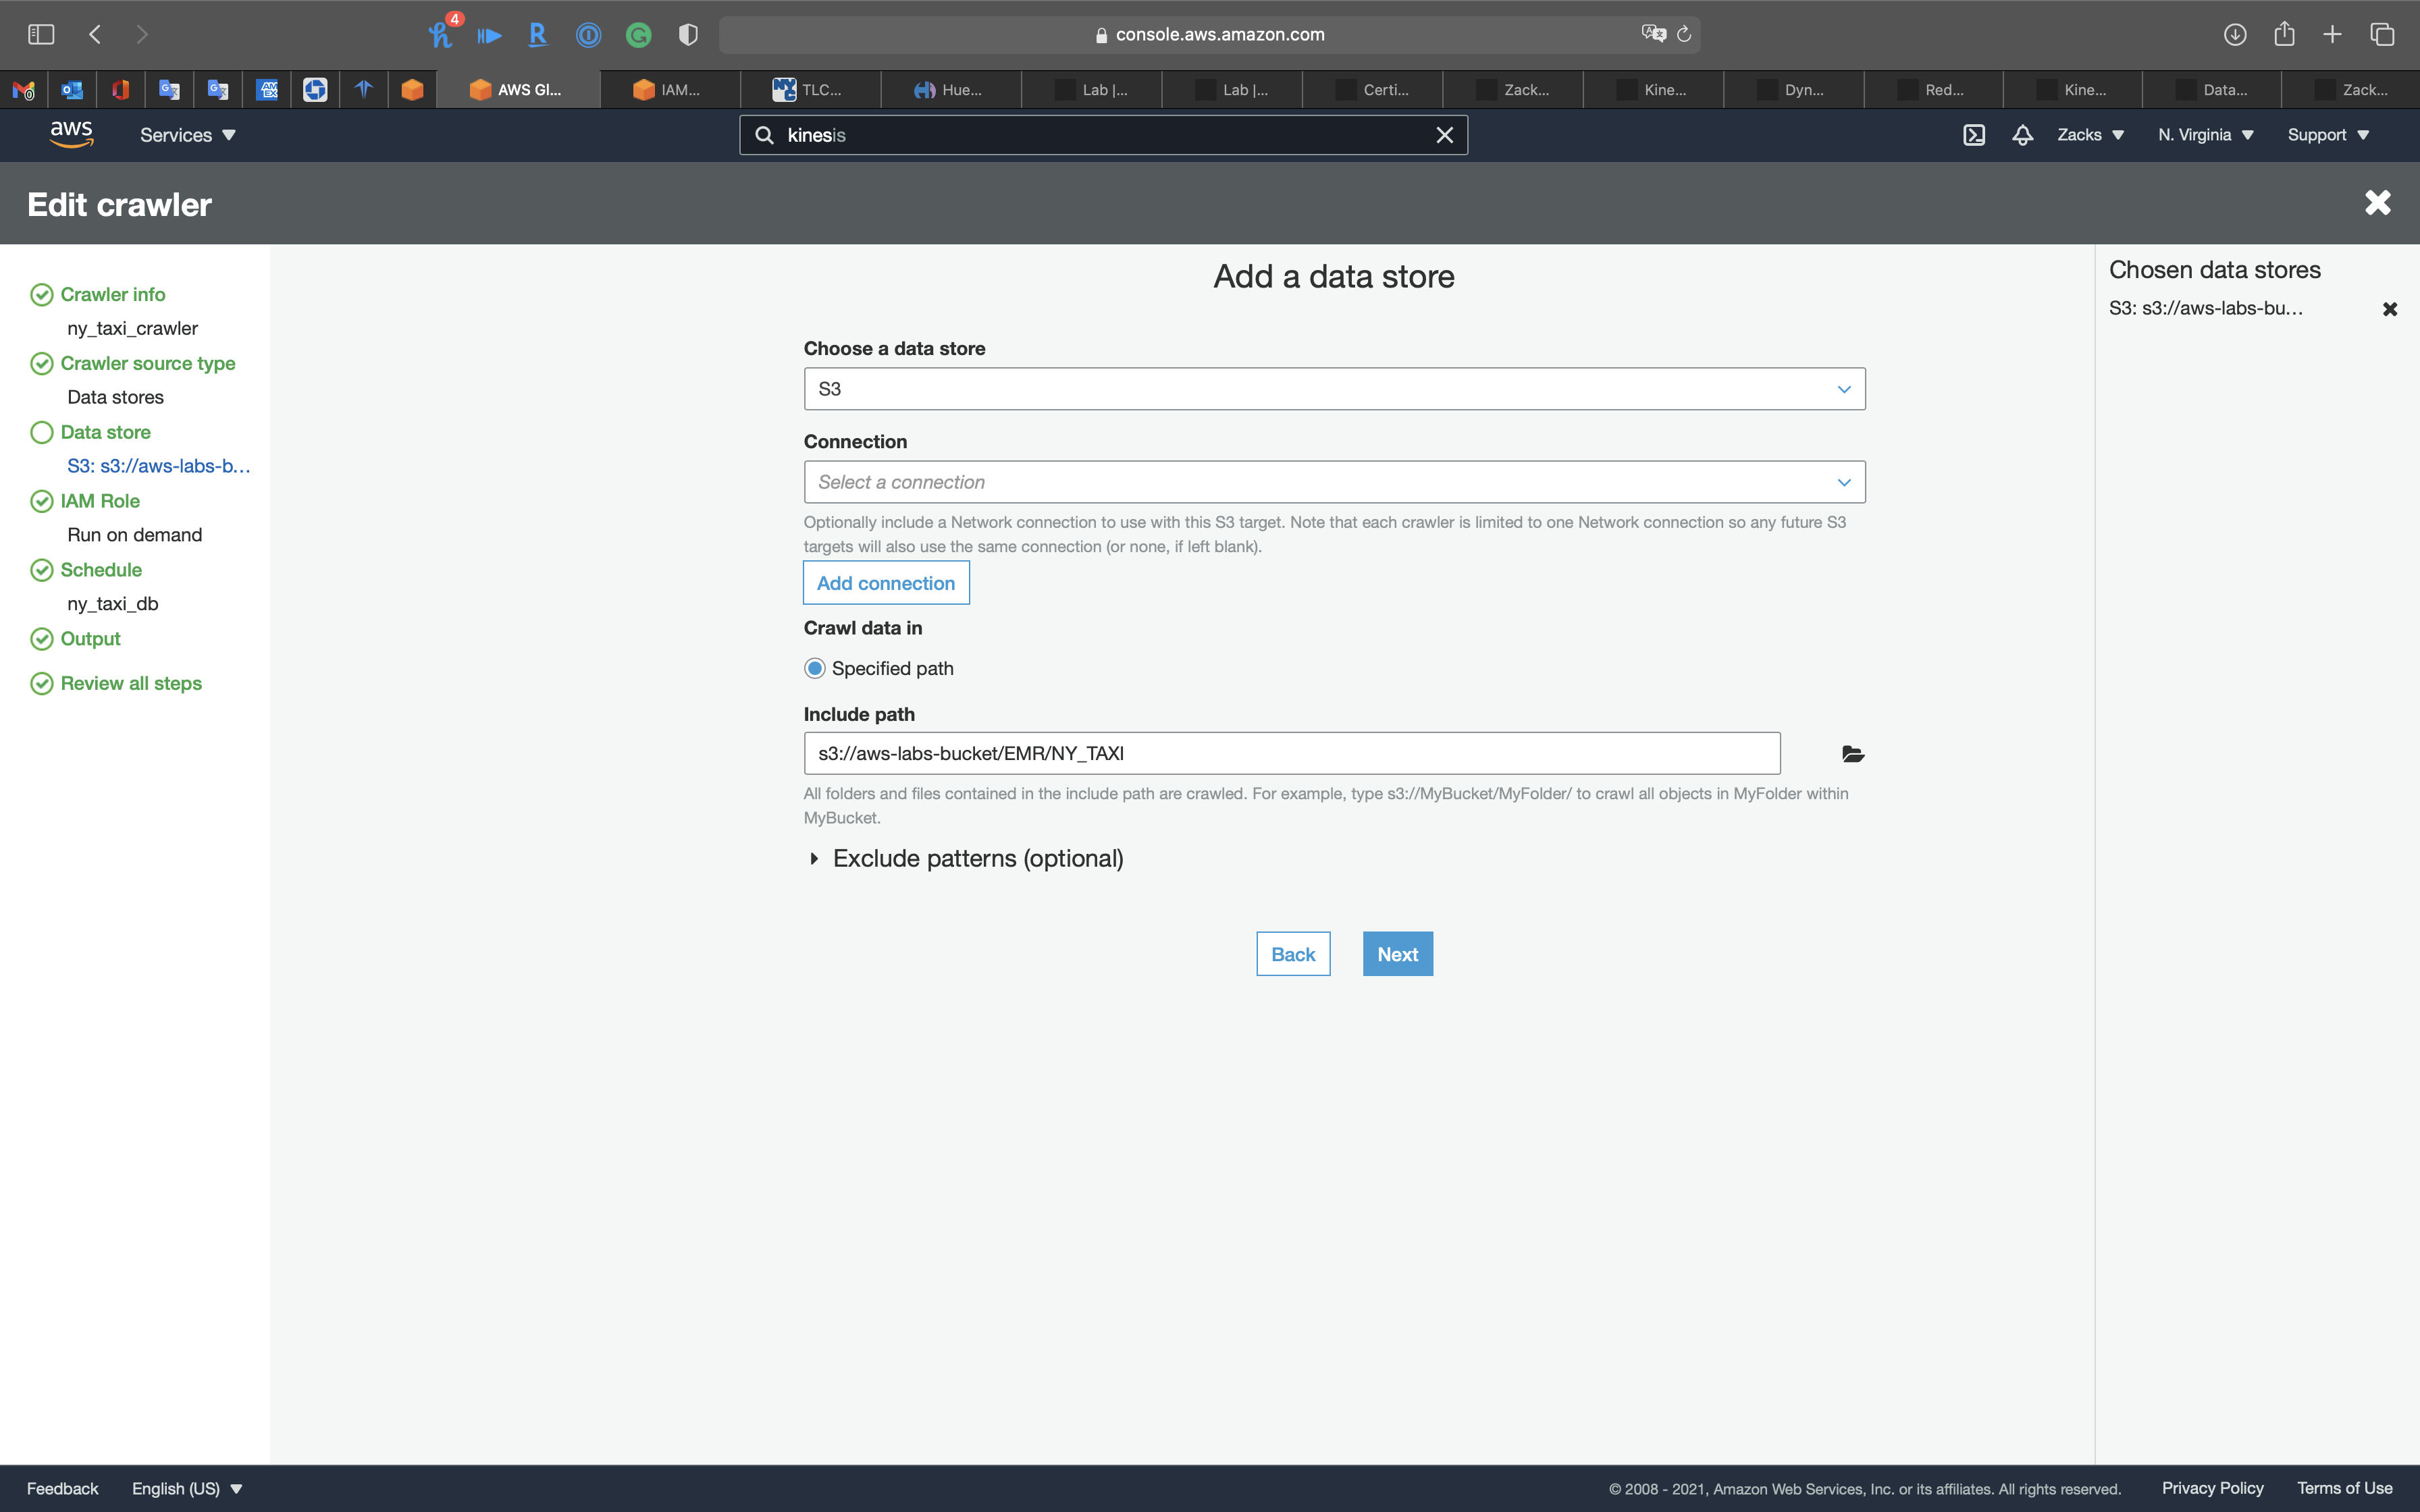 4
console.aws.amazon.com
0
AWS Gl...
IAM...
TLC...
Hue...
Lab |...
Lab |...
Certi...
Zack...
Kine...
Dyn...
Red...
Kine...
Data...
Zack...
aws
Services
kinesis
Zacks
N. Virginia
Support
Edit crawler
Crawler info
ny_taxi_crawler
Crawler source type
Data stores
Data store
S3: s3://aws-labs-b...
IAM Role
Run on demand
Schedule
ny_taxi_db
Output
Review all steps
Add a data store
Choose a data store
S3
Connection
Select a connection
Optionally include a Network connection to use with this S3 target. Note that each crawler is limited to one Network connection so any future S3
targets will also use the same connection (or none, if left blank).
Add connection
Crawl data in
Specified path
Include path
s3://aws-labs-bucket/EMR/NY_TAXI
All folders and files contained in the include path are crawled. For example, type s3://MyBucket/MyFolder/ to crawl all objects in MyFolder within
MyBucket.
Exclude patterns (optional)
Back
Next
Chosen data stores
S3: s3://aws-labs-bu...
Feedback
English (US)
© 2008 - 2021, Amazon Web Services, Inc. or its affiliates. All rights reserved.
Privacy Policy
Terms of Use